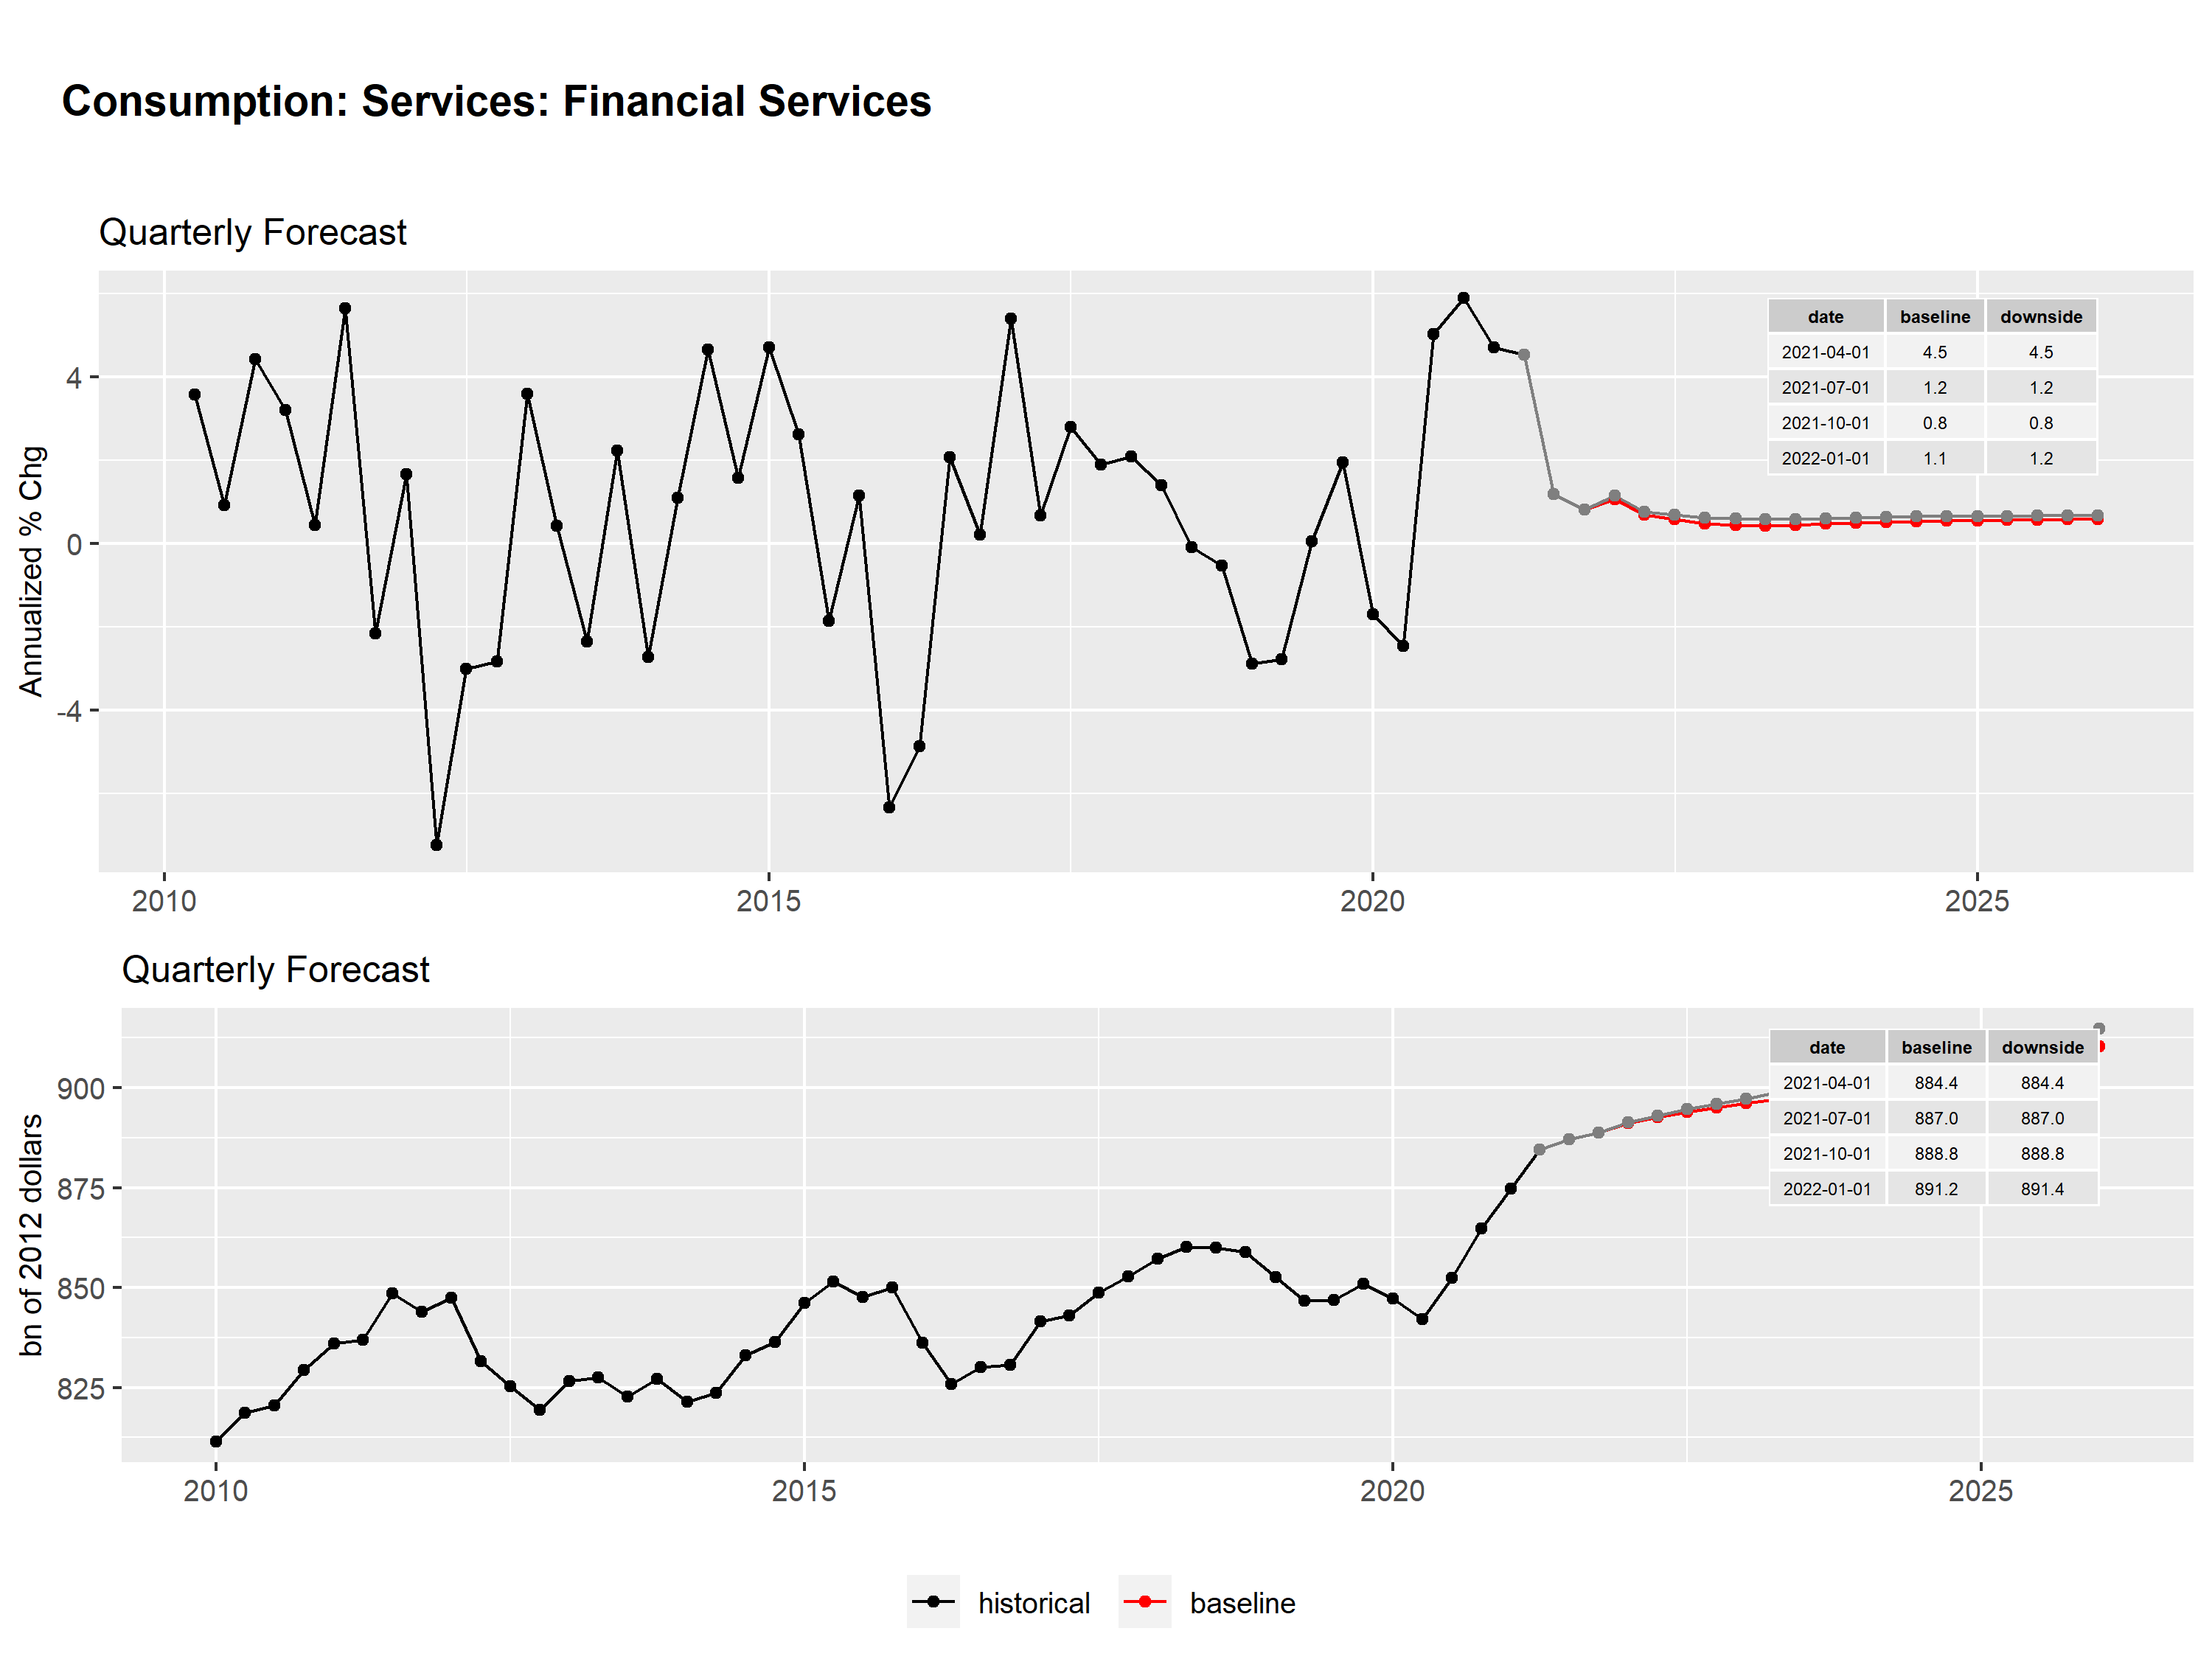 Consumption: Services: Financial Services
Quarterly Forecast
Annualized % Chg
4
0
-4
date baseline downside
2021-04-01 4.5 4.5
2021-07-01 1.2 1.2
2021-10-01 0.8 0.8
2022-01-01 1.1 1.2
2010 2015 2020 2025
Quarterly Forecast
bn of 2012 dollars
900
875
850
825
date baseline downside
2021-04-01 884.4 884.4
2021-07-01 887.0 887.0
2021-10-01 888.8 888.8
2022-01-01 891.2 891.4
2010 2015 2020 2025
historical baseline